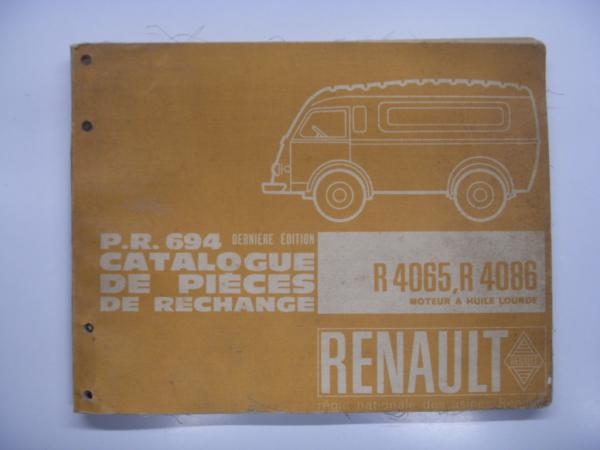 P.R. 694 DERNIÈRE ÉDITION
CATALOGUE
DE PIÈCES
DE RECHANGE
R 4065, R 4086
MOTEUR A HUILE LOURDE
RENAULT
RENAULT
régie nationale des usines Renault